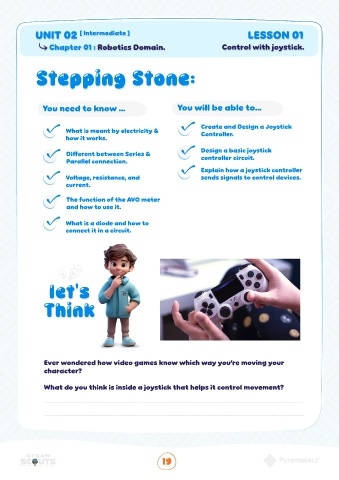 UNIT 02 [ Intermediate ]
LESSON 01
Chapter 01 : Robotics Domain.
Control with joystick.
Stepping Stone:
You need to know ...
What is meant by electricity &
how it works.
Different between Series &
Parallel connection.
Voltage, resistance, and
current.
The function of the AVO meter
and how to use it.
What is a diode and how to
connect it in a circuit.
You will be able to...
Create and Design a Joystick
Controller.
Design a basic joystick
controller circuit.
Explain how a joystick controller
sends signals to control devices.
let's
Think
Ever wondered how video games know which way you're moving your
character?
What do you think is inside a joystick that helps it control movement?
SCOUTS
19
Pyramakerz